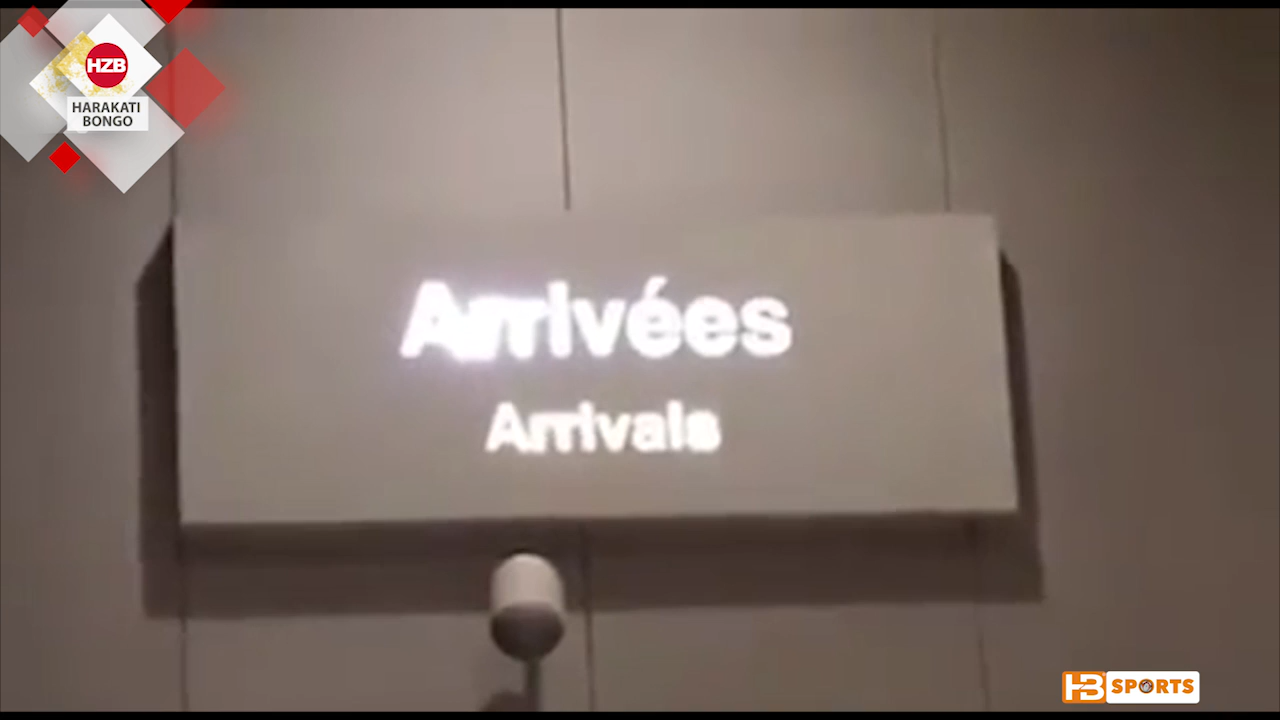 HZB
HARAKATI
BONGO
Arrivées
Arrivals
HB SPORTS